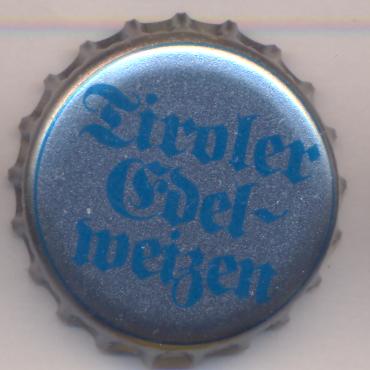 Tiroler
Edel-
weizen